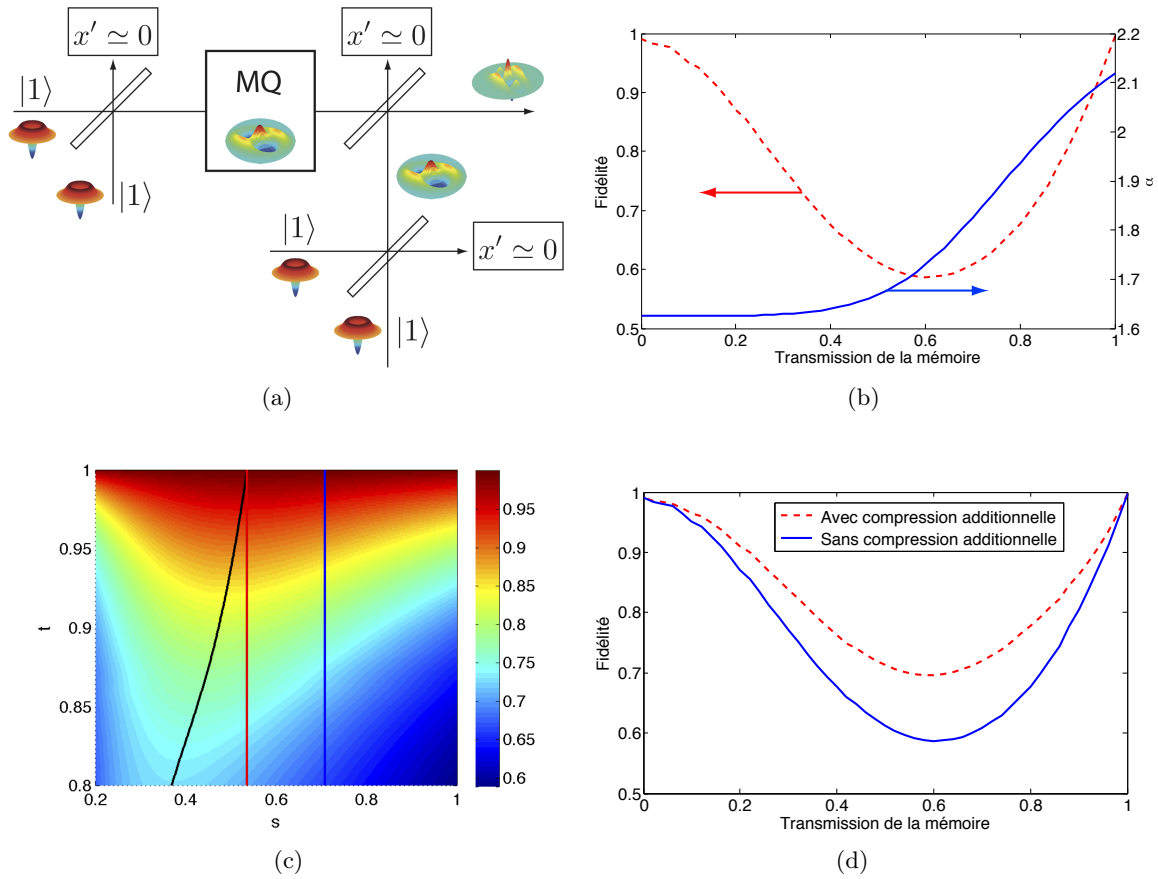 x′ ≃ 0
x′ ≃ 0
|1⟩
MQ
|1⟩
|1⟩
x′ ≃ 0
|1⟩
(a)
1
0.9
0.8
0.7
0.6
0.5
Fidélité
2.2
2.1
2
1.9
1.8
1.7
1.6
α
0 0.2 0.4 0.6 0.8 1
Transmission de la mémoire
(b)
1
0.95
0.9
0.85
0.8
t
0.2 0.4 0.6 0.8 1
s
0.95
0.9
0.85
0.8
0.75
0.7
0.65
(c)
1
0.9
0.8
0.7
0.6
0.5
Fidélité
Avec compression additionnelle
Sans compression additionnelle
0 0.2 0.4 0.6 0.8 1
Transmission de la mémoire
(d)